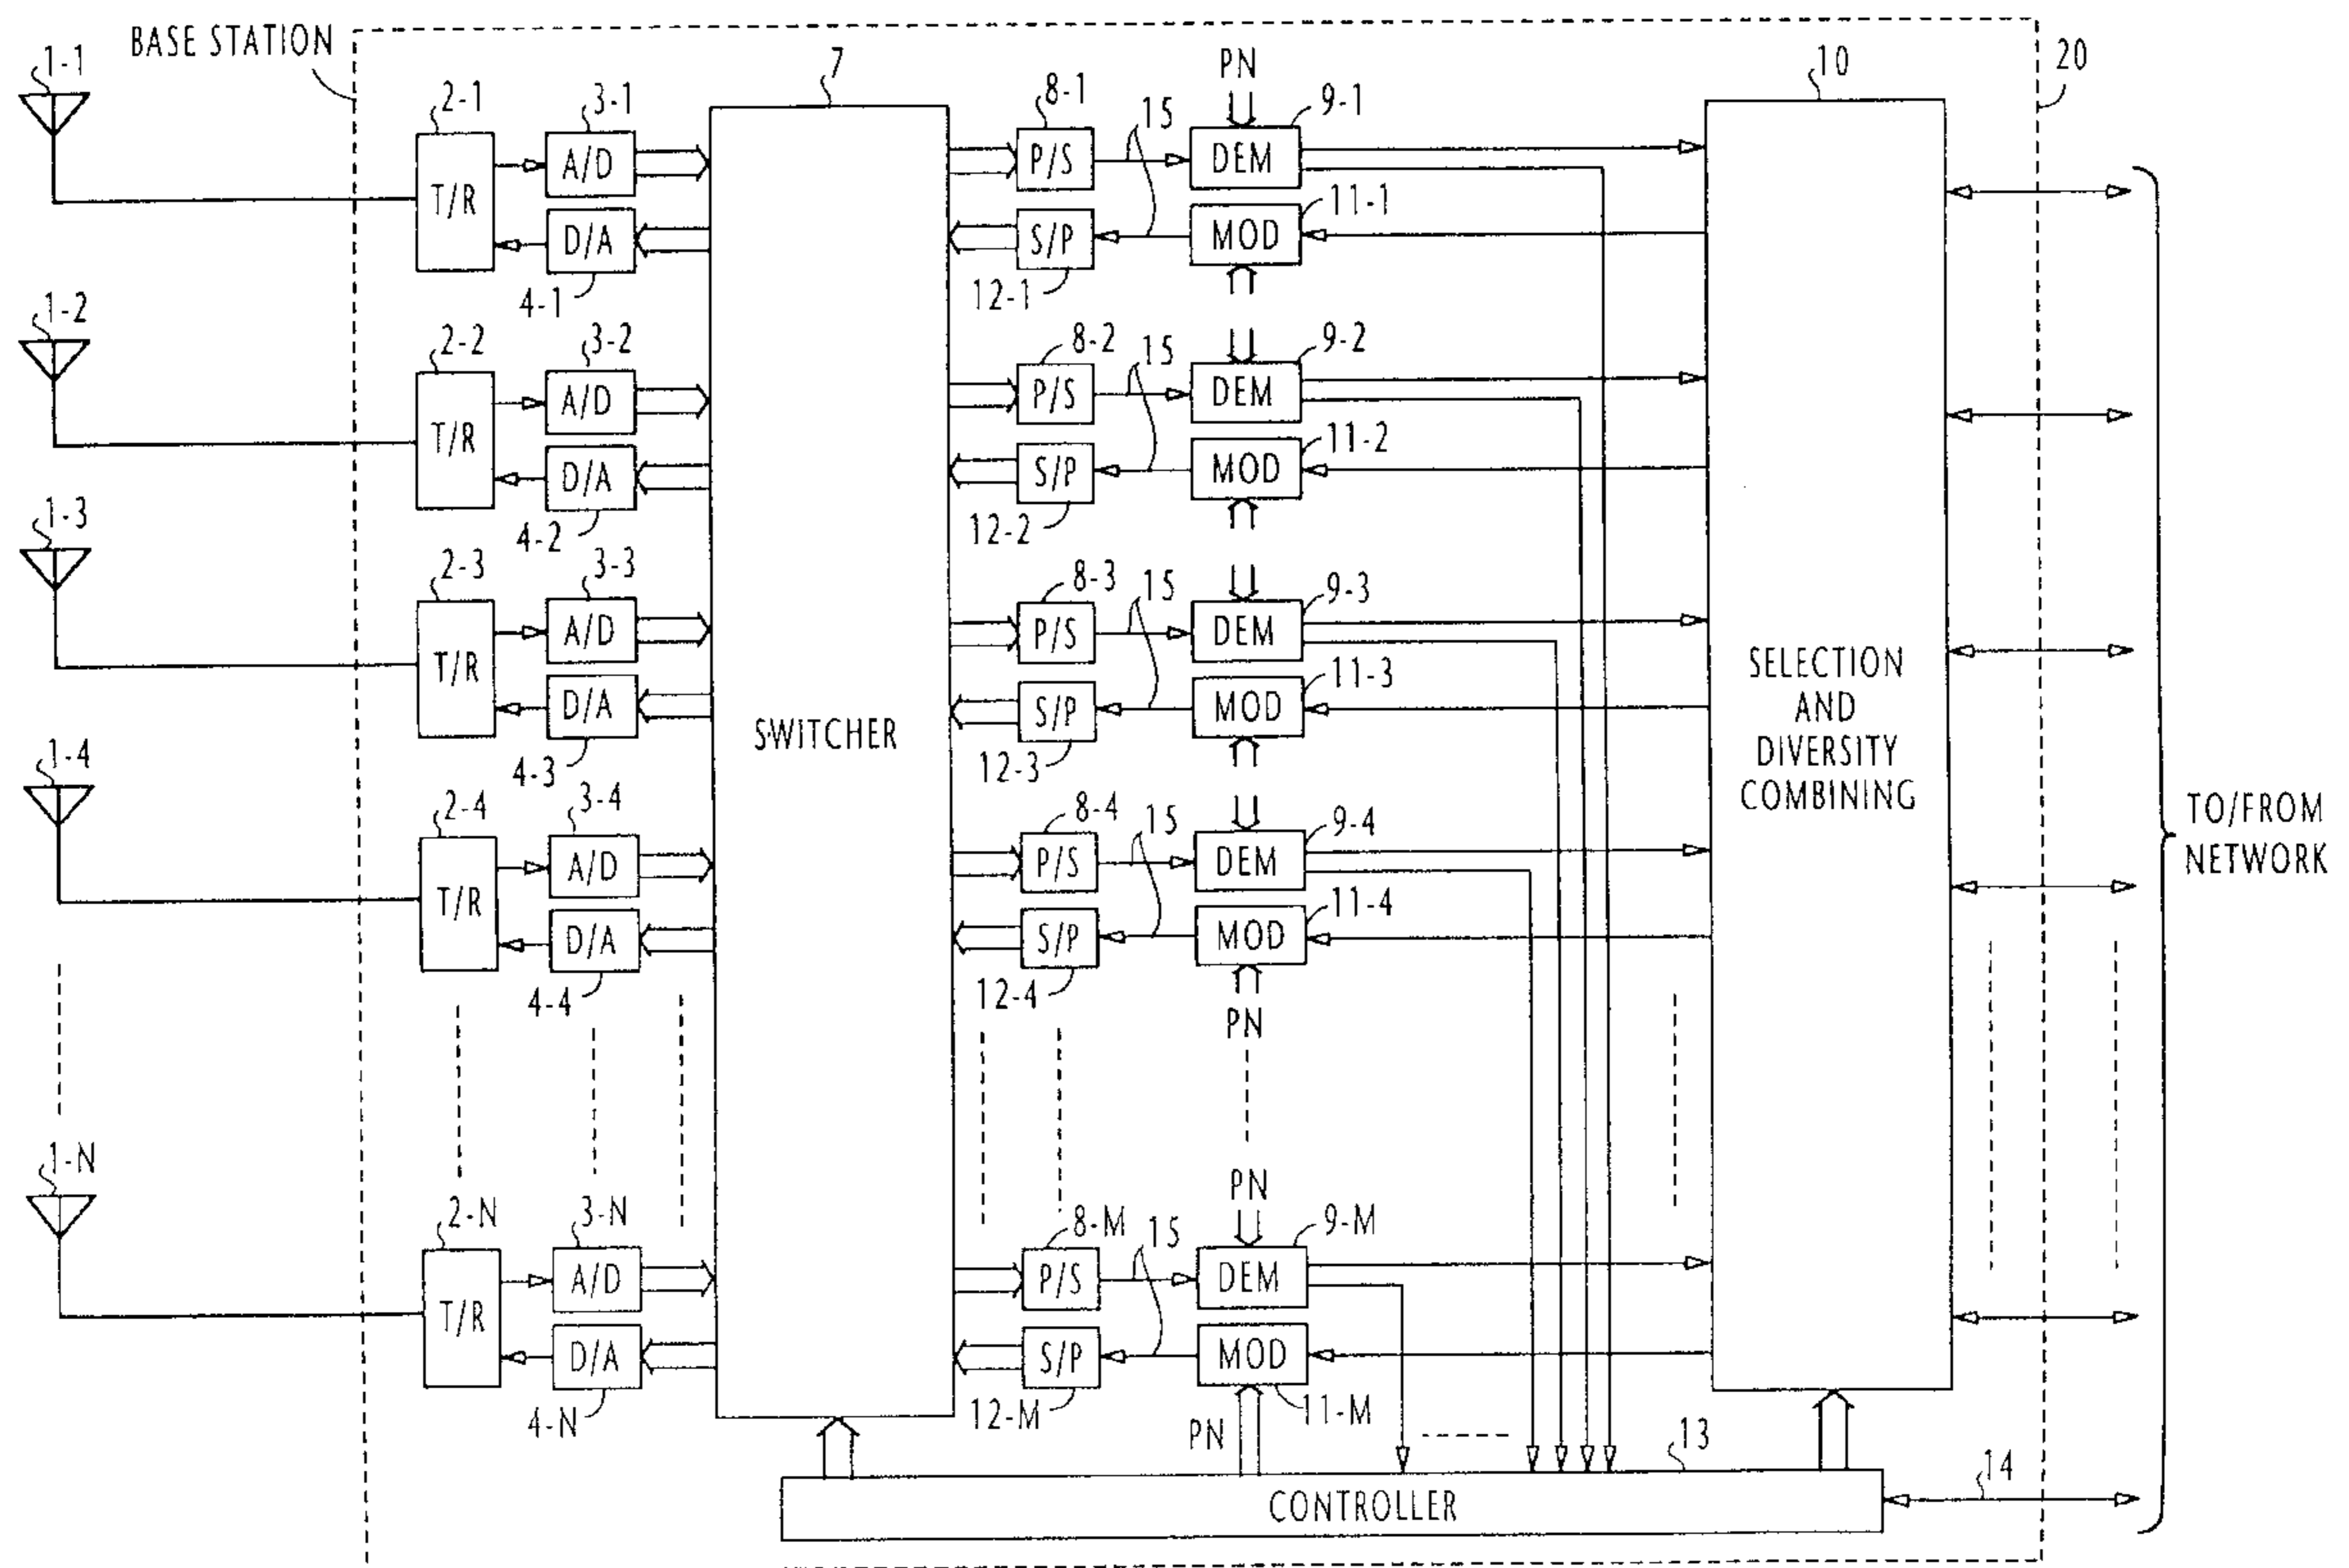 BASE STATION
20
1-1
2-1
3-1
7
8-1
15
PN
9-1
10
T/R
A/D
P/S
DEM
D/A
S/P
MOD
11-1
4-1
12-1
1-2
2-2
3-2
8-2
15
9-2
T/R
A/D
P/S
DEM
D/A
S/P
MOD
11-2
4-2
12-2
1-3
2-3
3-3
8-3
15
9-3
T/R
A/D
P/S
DEM
D/A
S/P
MOD
11-3
4-3
12-3
SWITCHER
SELECTION
AND
DIVERSITY
COMBINING
TO/FROM
NETWORK
1-4
2-4
3-4
8-4
15
9-4
T/R
A/D
P/S
DEM
D/A
S/P
MOD
11-4
4-4
12-4
PN
1-N
2-N
3-N
8-M
15
PN
9-M
T/R
A/D
P/S
DEM
D/A
S/P
MOD
4-N
12-M
PN
11-M
13
14
CONTROLLER